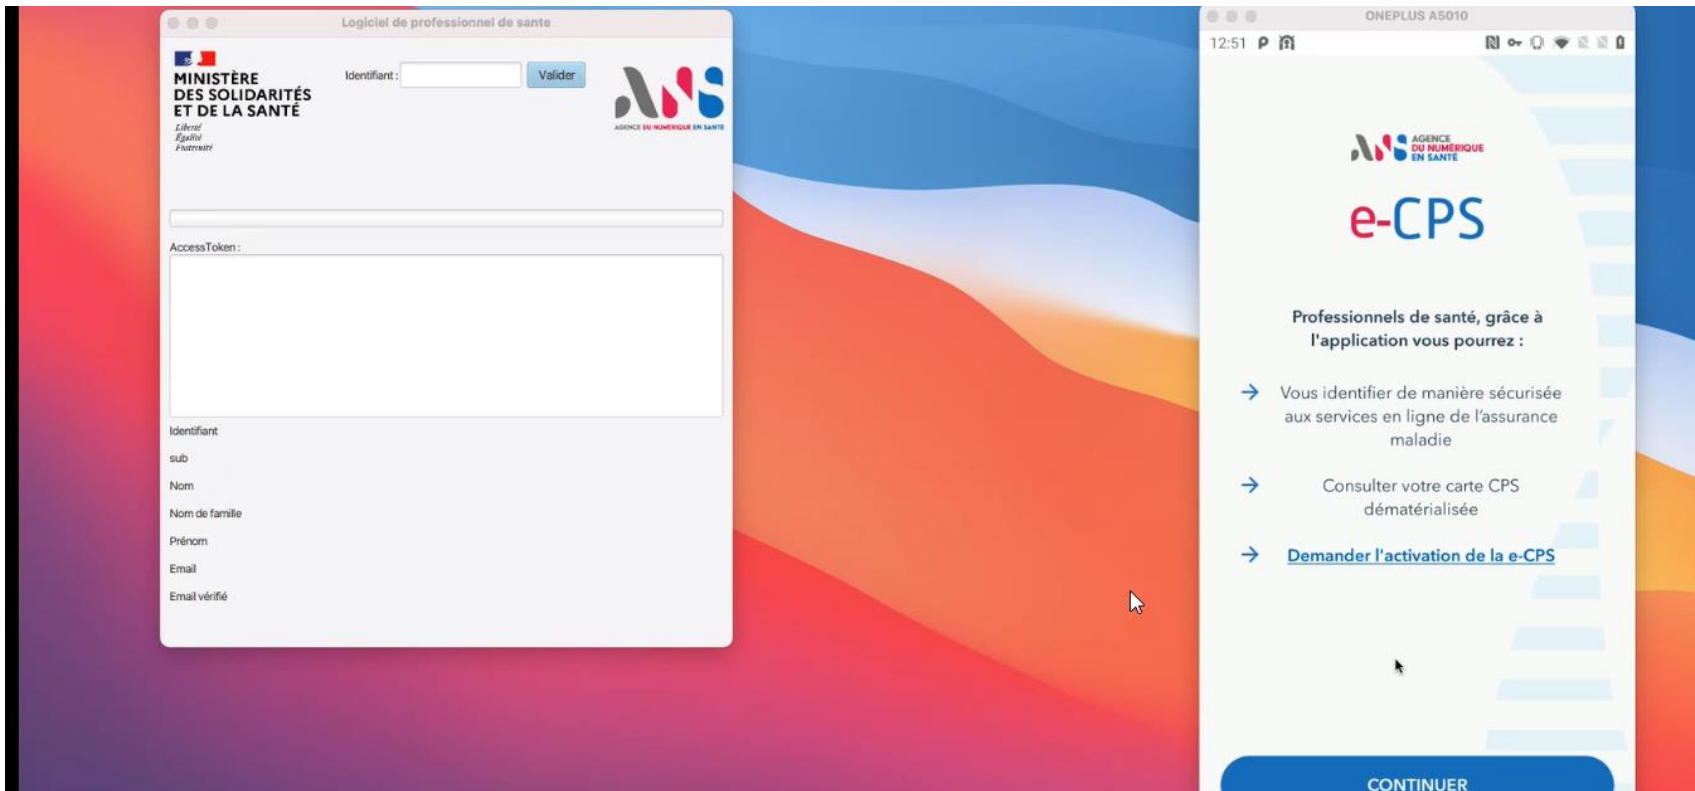 Logiciel de professionnel de sante
MINISTÈRE
DES SOLIDARITÉS
ET DE LA SANTÉ
Liberté
Égalité
Fraternité
Identifiant :
Valider
ANS
AGENCE DU NUMÉRIQUE EN SANTÉ
AccessToken :
Identifiant
sub
Nom
Nom de famille
Prénom
Email
Email vérifié
ONEPLUS A5010
12:51
ANS
AGENCE
DU NUMÉRIQUE
EN SANTÉ
e-CPS
Professionnels de santé, grâce à
l'application vous pourrez :
Vous identifier de manière sécurisée
aux services en ligne de l'assurance
maladie
Consulter votre carte CPS
dématérialisée
Demander l'activation de la e-CPS
CONTINUER